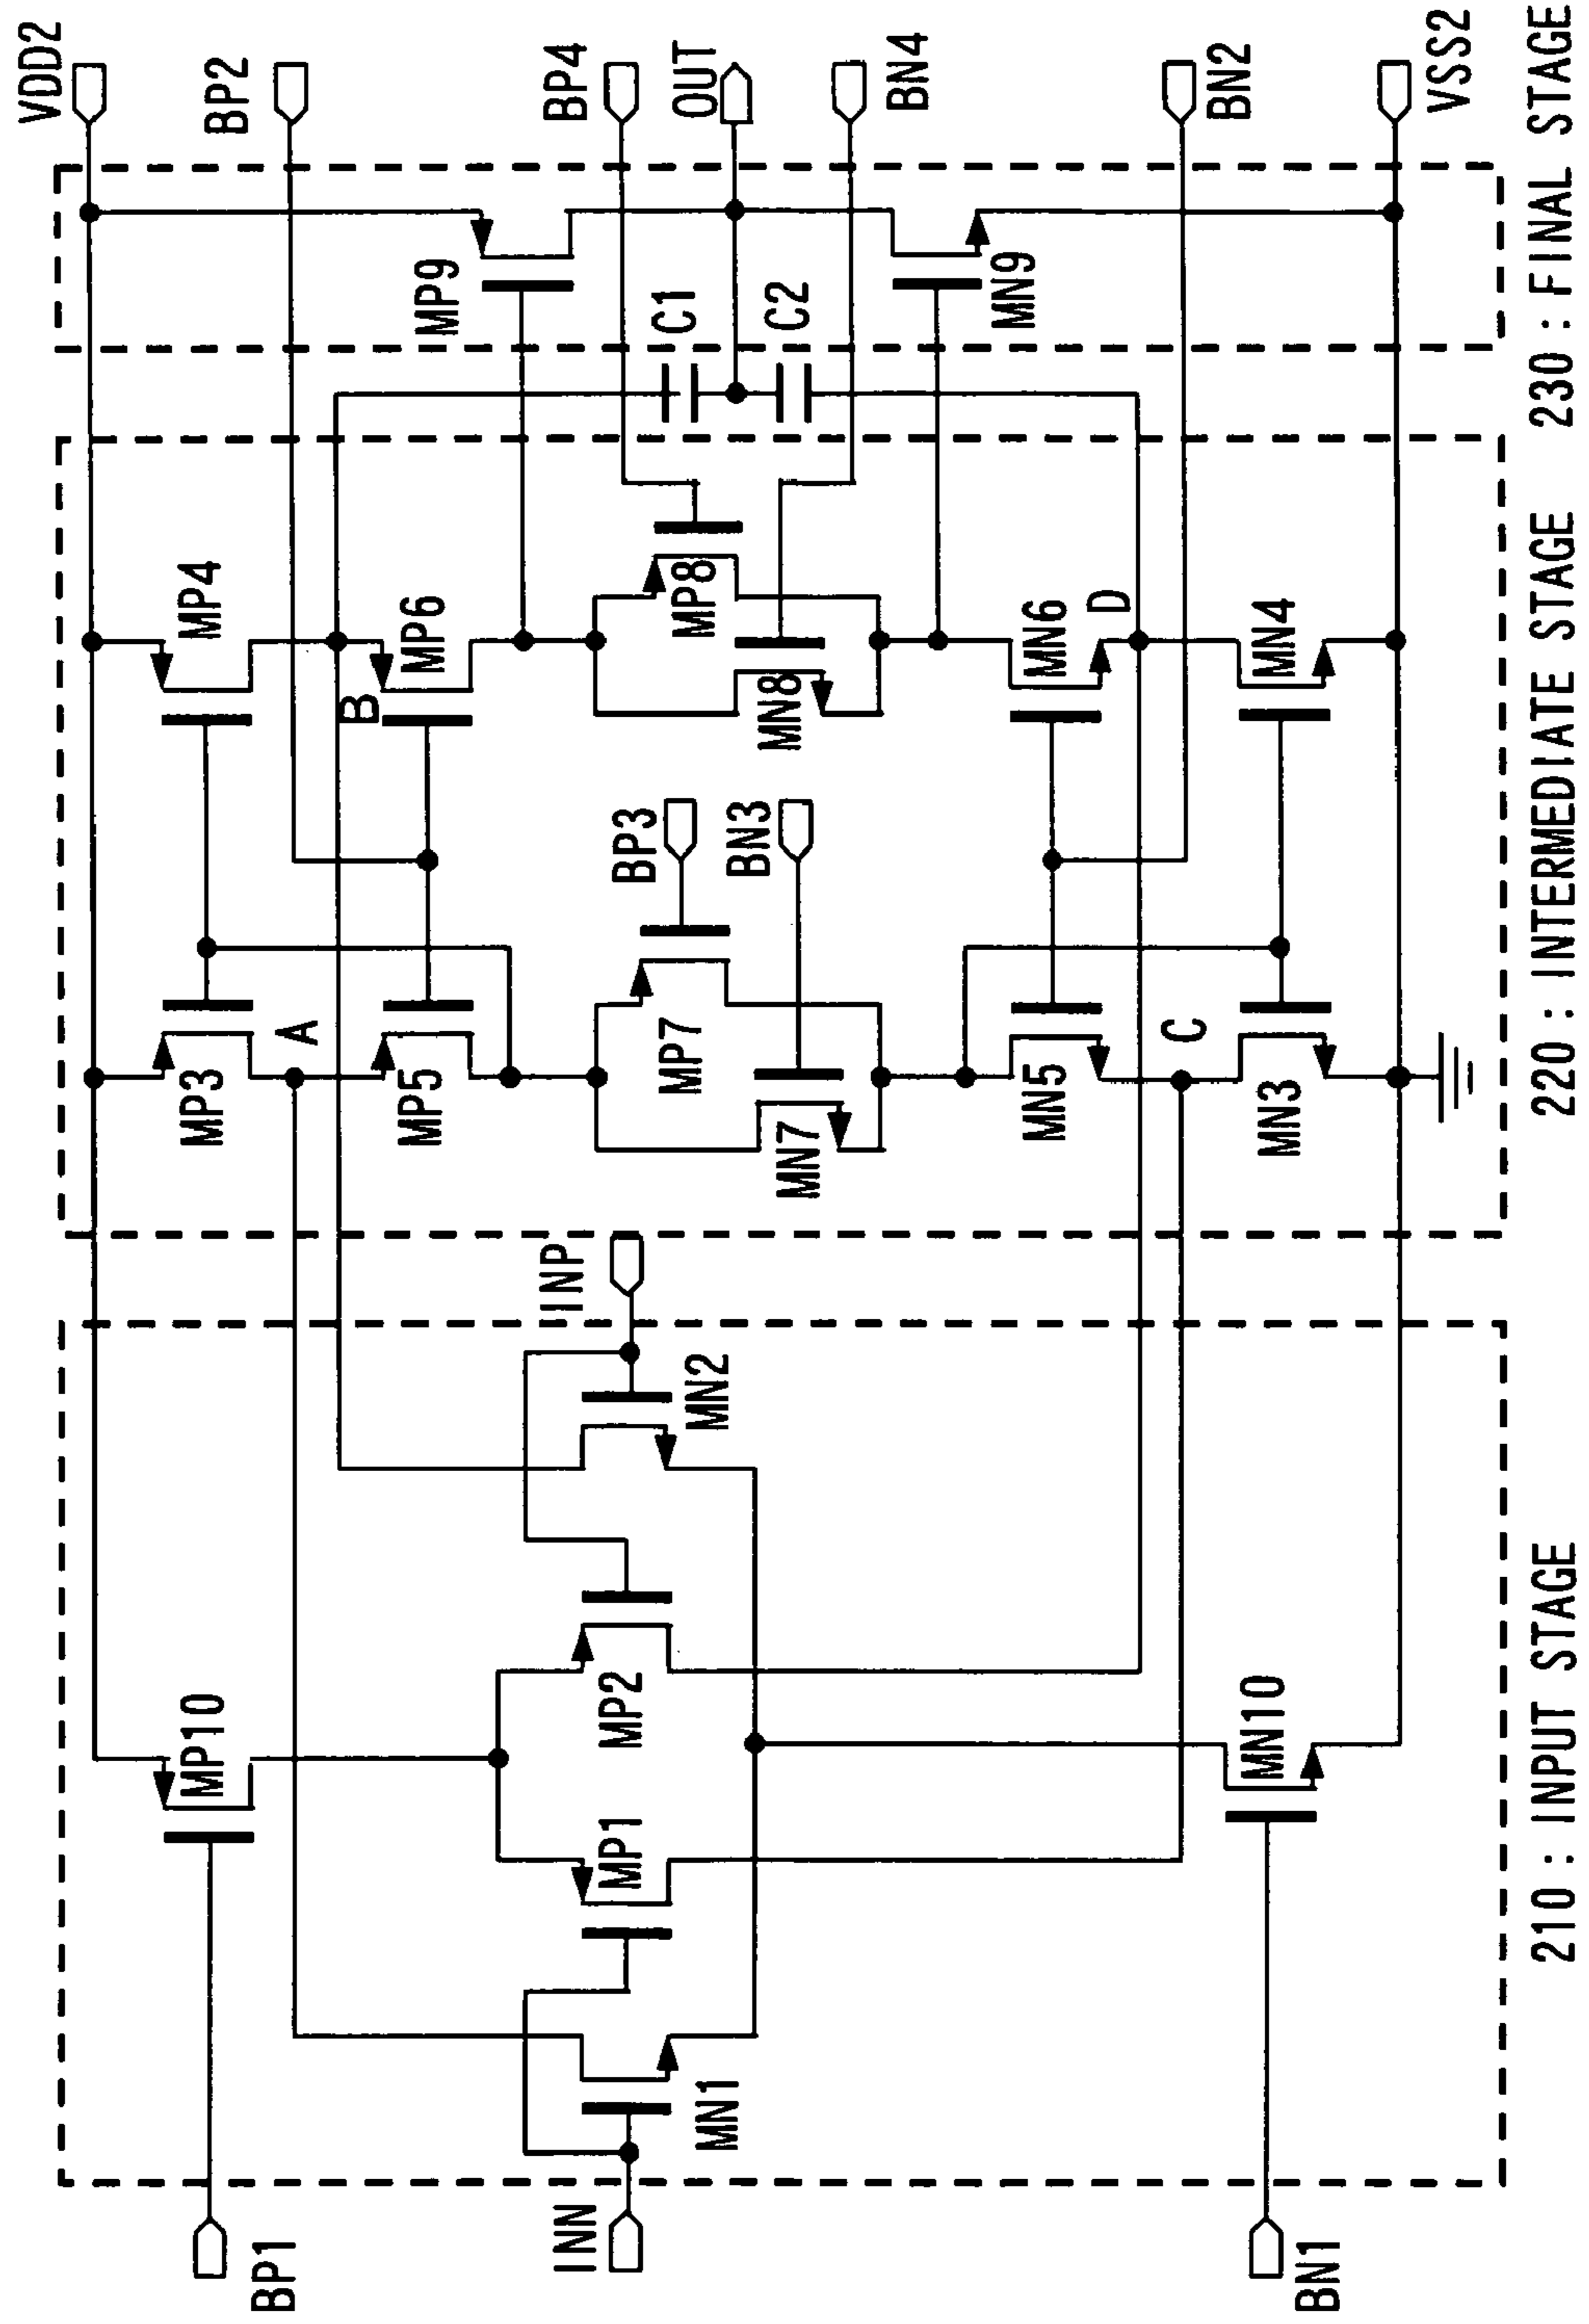 VDD2
BP2
BP4
OUT
BN4
BN2
VSS2
MP9
C1
C2
MN9
MP4
B
MP6
MP8
MN8
MN6
D
MN4
BP3
BN3
A
MP3
MP5
MP7
MN7
MN5
C
MN3
INP
MN2
MP10
MP2
MP1
MN10
MN1
BP1
INN
BN1
210 : INPUT STAGE
220 : INTERMEDIATE STAGE
230 : FINAL STAGE